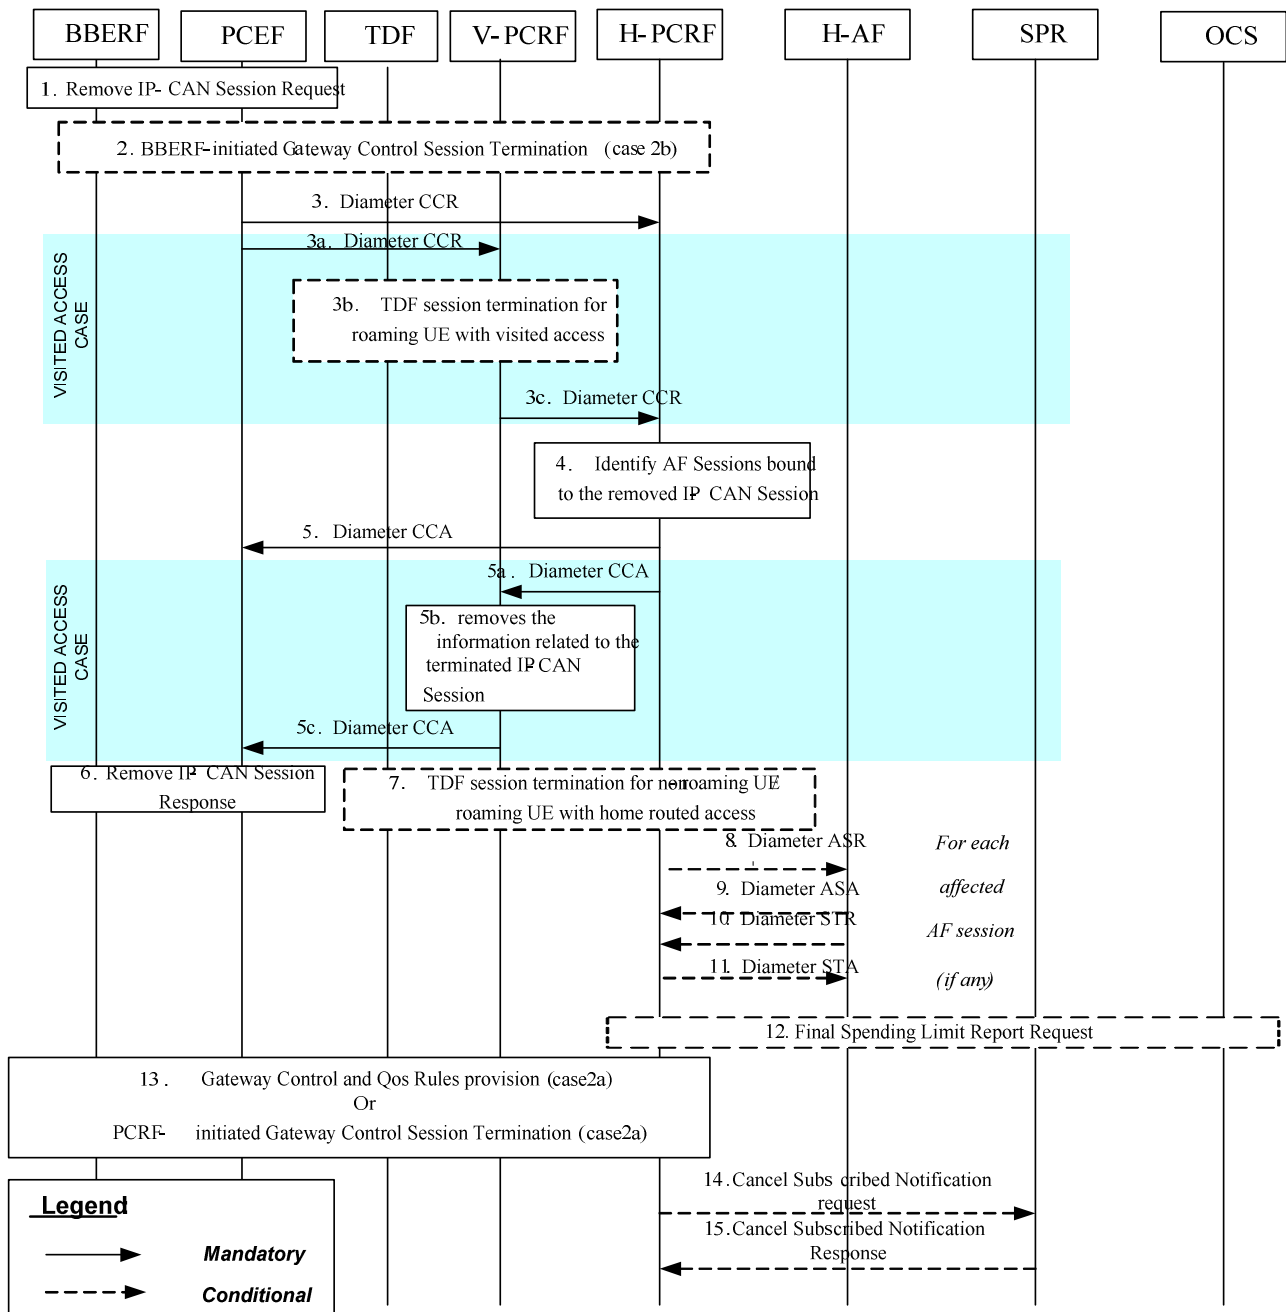 BBERF PCEF TDF V-PCRF H-PCRF H-AF SPR OCS
1. Remove IP-CAN Session Request
2. BBERF-initiated Gateway Control Session Termination (case 2b)
3. Diameter CCR
3a. Diameter CCR
VISITED ACCESS
CASE
3b. TDF session termination for
roaming UE with visited access
3c. Diameter CCR
4. Identify AF Sessions bound
to the removed IP CAN Session
5. Diameter CCA
5a. Diameter CCA
VISITED ACCESS
CASE
5b. removes the
information related to the
terminated IP-CAN
Session
5c. Diameter CCA
6. Remove IP CAN Session
Response
7. TDF session termination for non-roaming UE/
roaming UE with home routed access
8. Diameter ASR
For each
9. Diameter ASA
affected
10. Diameter STR
AF session
11. Diameter STA
(if any)
12. Final Spending Limit Report Request
13. Gateway Control and Qos Rules provision (case2a)
Or
PCRF- initiated Gateway Control Session Termination (case2a)
14. Cancel Subscribed Notification
request
15. Cancel Subscribed Notification
Response
Legend
Mandatory
Conditional